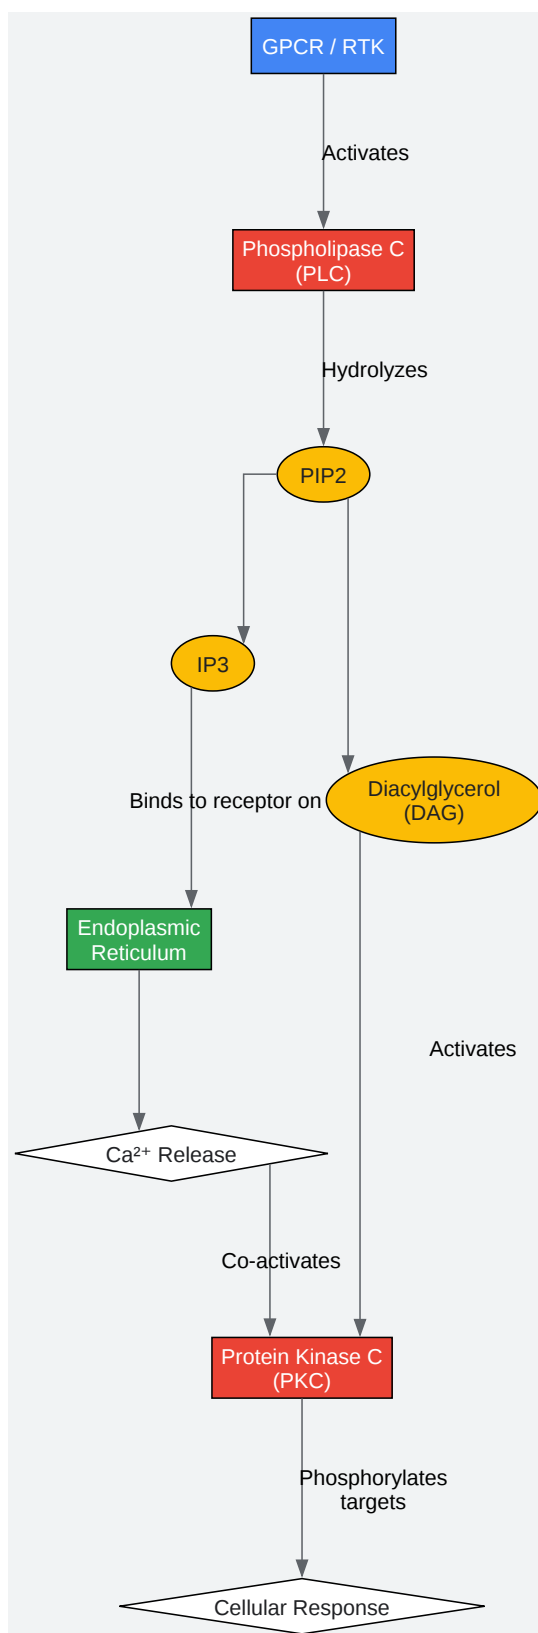 GPCR / RTK
Activates
Phospholipase C
(PLC)
Hydrolyzes
PIP2
IP3
Binds to receptor on
Diacylglycerol
(DAG)
Endoplasmic
Reticulum
Activates
Ca²⁺ Release
Co-activates
Protein Kinase C
(PKC)
Phosphorylates
targets
Cellular Response